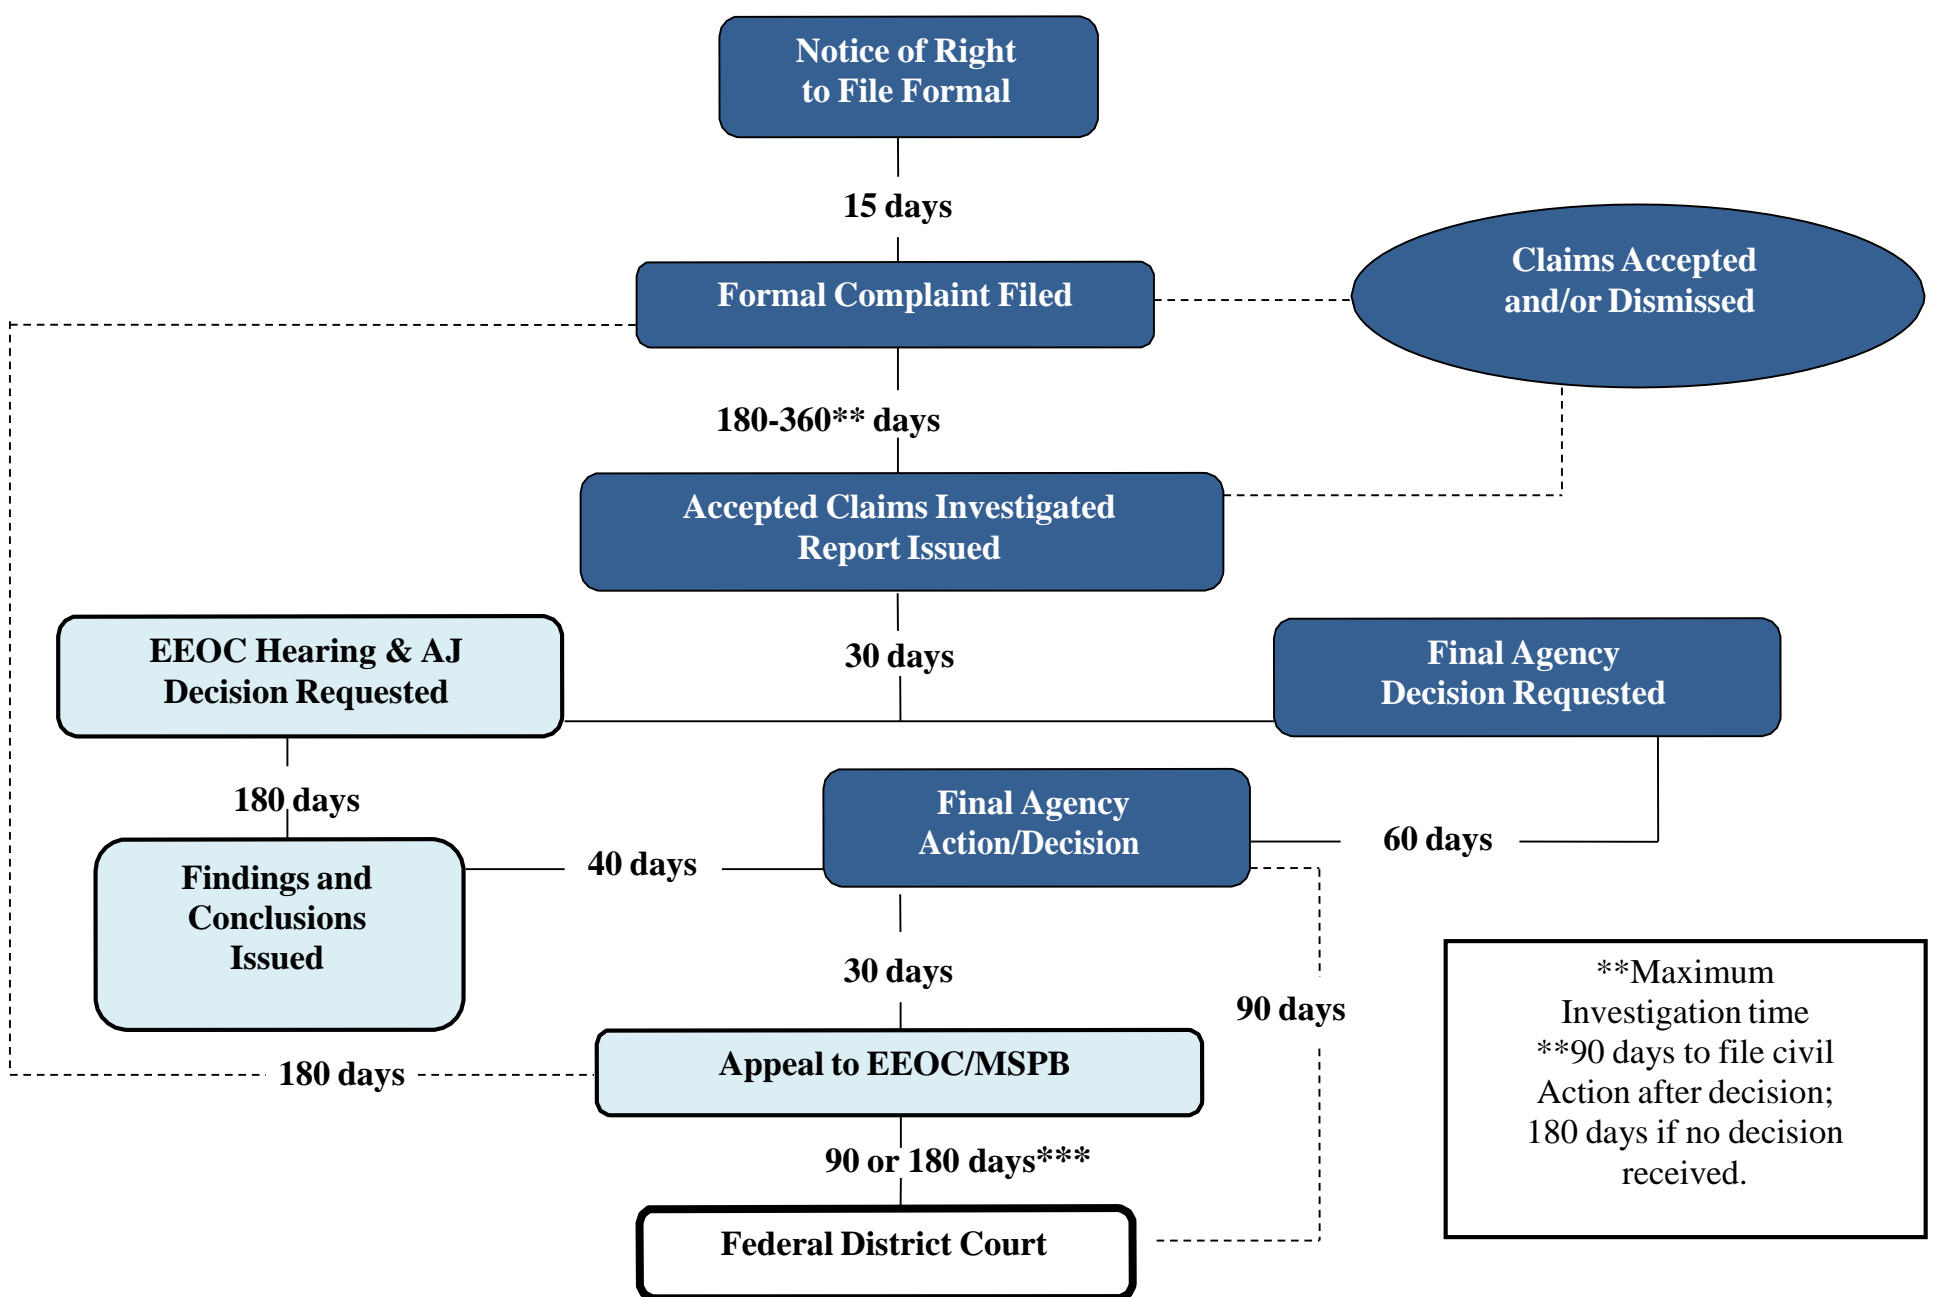 Notice of Right
to File Formal
15 days
Formal Complaint Filed
Claims Accepted
and/or Dismissed
180-360** days
Accepted Claims Investigated
Report Issued
EEOC Hearing & AJ
Decision Requested
30 days
Final Agency
Decision Requested
180 days
Final Agency
Action/Decision
60 days
40 days
Findings and
Conclusions
Issued
30 days
90 days
**Maximum
Investigation time
**90 days to file civil
Action after decision;
180 days if no decision
received.
180 days
Appeal to EEOC/MSPB
90 or 180 days***
Federal District Court